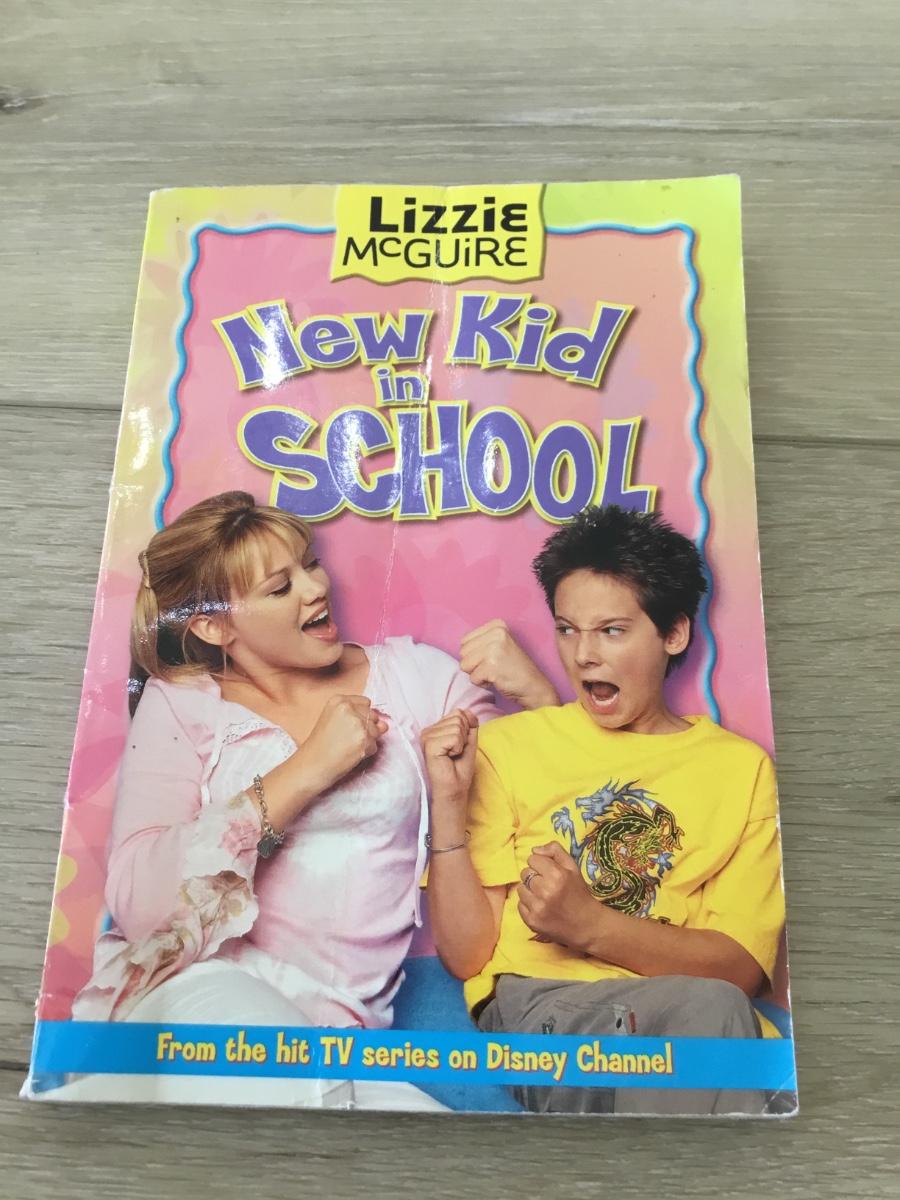 Lizzie
McGuire
New Kid
in
SCHOOL
From the hit TV series on Disney Channel